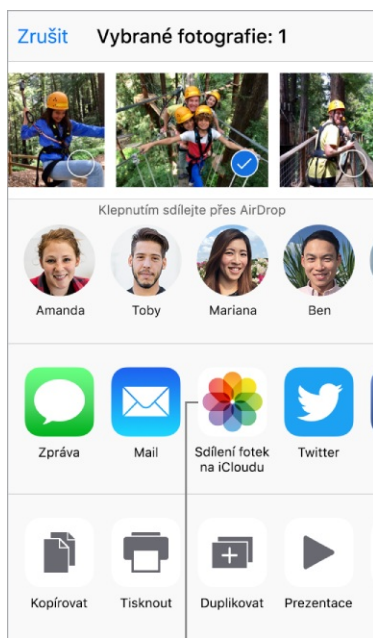 Zrušit Vybrané fotografie: 1
Klepnutím sdílejte přes AirDrop
Amanda Toby Mariana Ben
Zpráva Mail Sdílení fotek na iCloudu Twitter
Kopírovat Tisknout Duplikovat Prezentace